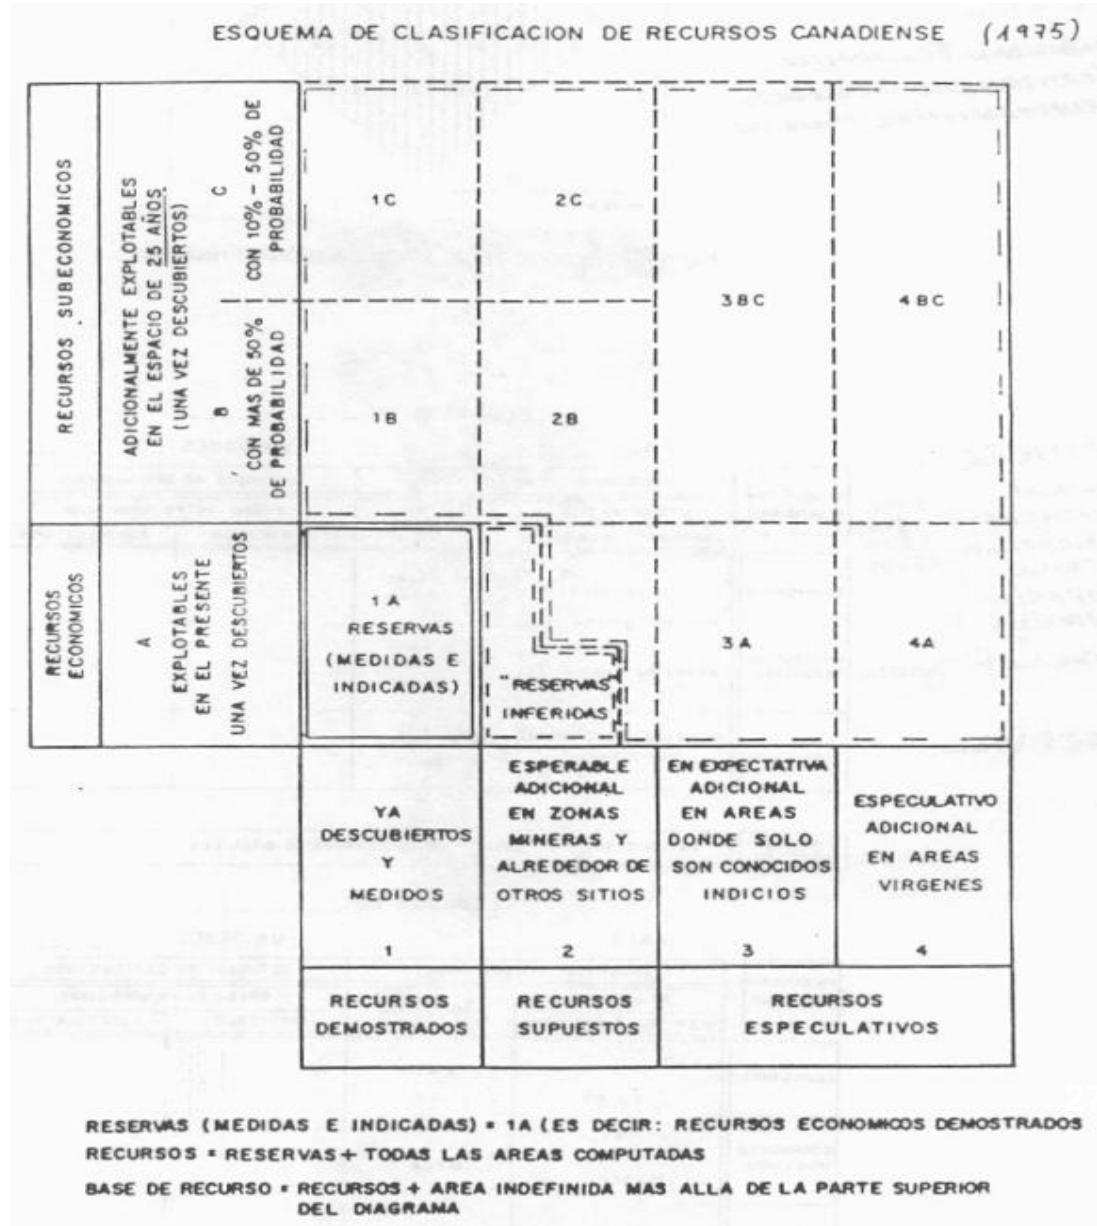 ESQUEMA DE CLASIFICACION DE RECURSOS CANADIENSE (1975)
RECURSOS SUBECONOMICOS
ADICIONALMENTE EXPLOTABLES
EN EL ESPACIO DE 25 AÑOS.
(UNA VEZ DESCUBIERTOS)
C
CON 10% - 50% DE
PROBABILIDAD
B
CON MAS DE 50%
DE PROBABILIDAD
1C
2C
3BC
4BC
1B
2B
RECURSOS
ECONOMICOS
A
EXPLOTABLES
EN EL PRESENTE
UNA VEZ DESCUBIERTOS
1A
RESERVAS
(MEDIDAS E
INDICADAS)
"RESERVAS"
INFERIDAS
3A
4A
YA
DESCUBIERTOS
Y
MEDIDOS
1
ESPERABLE
ADICIONAL
EN ZONAS
MINERAS Y
ALREDEDOR DE
OTROS SITIOS
2
EN EXPECTATIVA
ADICIONAL
EN AREAS
DONDE SOLO
SON CONOCIDOS
INDICIOS
3
ESPECULATIVO
ADICIONAL
EN AREAS
VIRGENES
4
RECURSOS
DEMOSTRADOS
RECURSOS
SUPUESTOS
RECURSOS
ESPECULATIVOS
RESERVAS (MEDIDAS E INDICADAS) = 1A (ES DECIR: RECURSOS ECONOMICOS DEMOSTRADOS
RECURSOS = RESERVAS + TODAS LAS AREAS COMPUTADAS
BASE DE RECURSO = RECURSOS + AREA INDEFINIDA MAS ALLA DE LA PARTE SUPERIOR
DEL DIAGRAMA